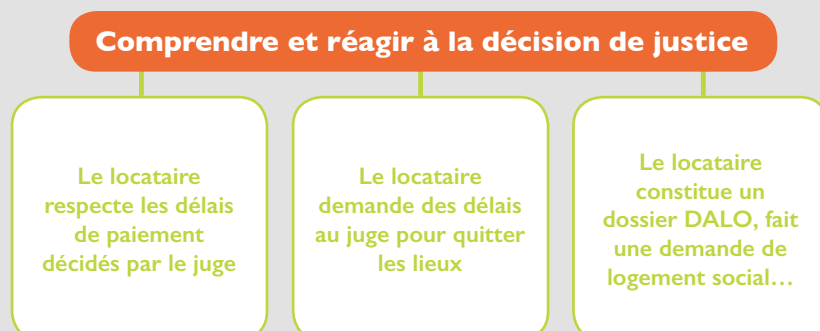 Comprendre et réagir à la décision de justice
Le locataire
respecte les délais
de paiement
décidés par le juge
Le locataire
demande des délais
au juge pour quitter
les lieux
Le locataire
constitue un
dossier DALO, fait
une demande de
logement social…